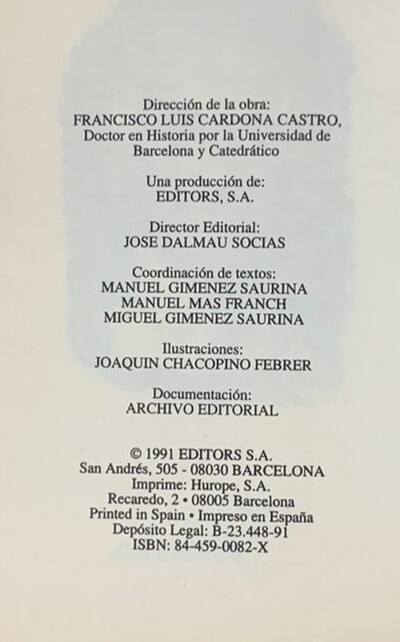 Dirección de la obra:
FRANCISCO LUIS CARDONA CASTRO,
Doctor en Historia por la Universidad de
Barcelona y Catedrático
Una producción de:
EDITORS, S.A.
Director Editorial:
JOSE DALMAU SOCIAS
Coordinación de textos:
MANUEL GIMENEZ SAURINA
MANUEL MAS FRANCH
MIGUEL GIMENEZ SAURINA
Ilustraciones:
JOAQUIN CHACOPINO FEBRER
Documentación:
ARCHIVO EDITORIAL
© 1991 EDITORS S.A.
San Andrés, 505 - 08030 BARCELONA
Imprime: Hurope, S.A.
Recaredo, 2 • 08005 Barcelona
Printed in Spain • Impreso en España
Depósito Legal: B-23.448-91
ISBN: 84-459-0082-X